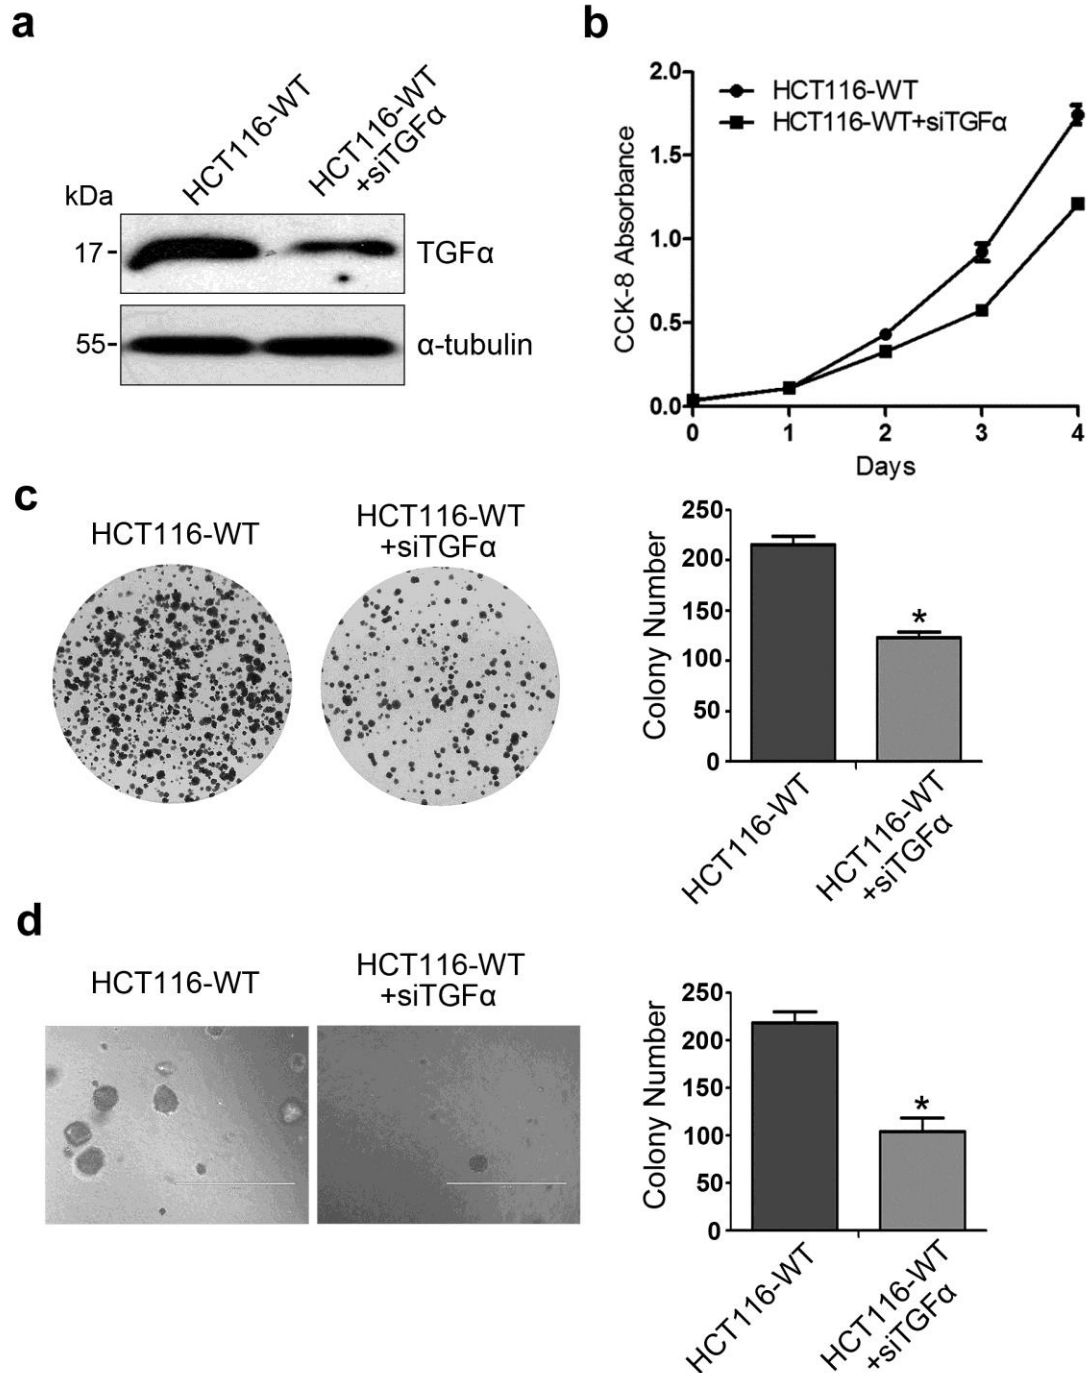 a
HCT116-WT
HCT116-WT
+siTGFα
kDa
17
TGFα
55
α-tubulin
b
2.0
1.5
1.0
0.5
0.0
CCK-8 Absorbance
HCT116-WT
HCT116-WT+siTGFα
0 1 2 3 4
Days
c
HCT116-WT
HCT116-WT
+siTGFα
250
200
150
100
50
0
Colony Number
*
HCT116-WT
HCT116-WT
+siTGFα
d
HCT116-WT
HCT116-WT
+siTGFα
250
200
150
100
50
0
Colony Number
*
HCT116-WT
HCT116-WT
+siTGFα